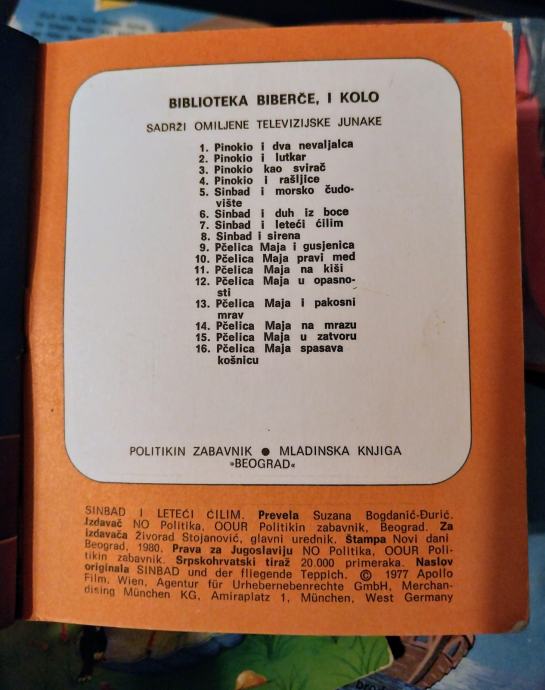 BIBLIOTEKA BIBERČE, I KOLO
SADRŽI OMILJENE TELEVIZIJSKE JUNAKE
1. Pinokio i dva nevaljalca
2. Pinokio i lutkar
3. Pinokio kao svirač
4. Pinokio i rašljice
5. Sinbad i morsko čudo-
vište
6. Sinbad i duh iz boce
7. Sinbad i leteći ćilim
8. Sinbad i sirena
9. Pčelica Maja i gusjenica
10. Pčelica Maja pravi med
11. Pčelica Maja na kiši
12. Pčelica Maja u opasno-
sti
13. Pčelica Maja i pakosni
mrav
14. Pčelica Maja na mrazu
15. Pčelica Maja u zatvoru
16. Pčelica Maja spasava
košnicu
POLITIKIN ZABAVNIK ● MLADINSKA KNJIGA
»BEOGRAD«
SINBAD I LETEĆI ĆILIM. Prevela Suzana Bogdanić-Đurić.
Izdavač NO Politika, OOUR Politikin zabavnik, Beograd. Za
izdavača Živorad Stojanović, glavni urednik. Štampa Novi dani
Beograd, 1980. Prava za Jugoslaviju NO Politika, OOUR Poli-
tikin zabavnik. Srpskohrvatski tiraž 20.000 primeraka. Naslov
originala SINBAD und der fliegende Teppich. © 1977 Apollo
Film, Wien, Agentur für Urhebernebenrechte GmbH, Merchan-
dising München KG, Amiraplatz 1, München, West Germany